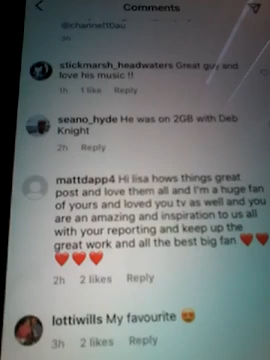 Comments
@channel10au
3h
stickmarsh_headwaters Great guy and
love his music !!
1h 1 like Reply
seano_hyde He was on 2GB with Deb
Knight
2h Reply
mattdapp4 Hi lisa hows things great
post and love them all and I'm a huge fan
of yours and loved you tv as well and you
are an amazing and inspiration to us all
with your reporting and keep up the
great work and all the best big fan ❤️❤️
❤️❤️❤️
2h 2 likes Reply
lottiwills My favourite 😍
3h 2 likes Reply